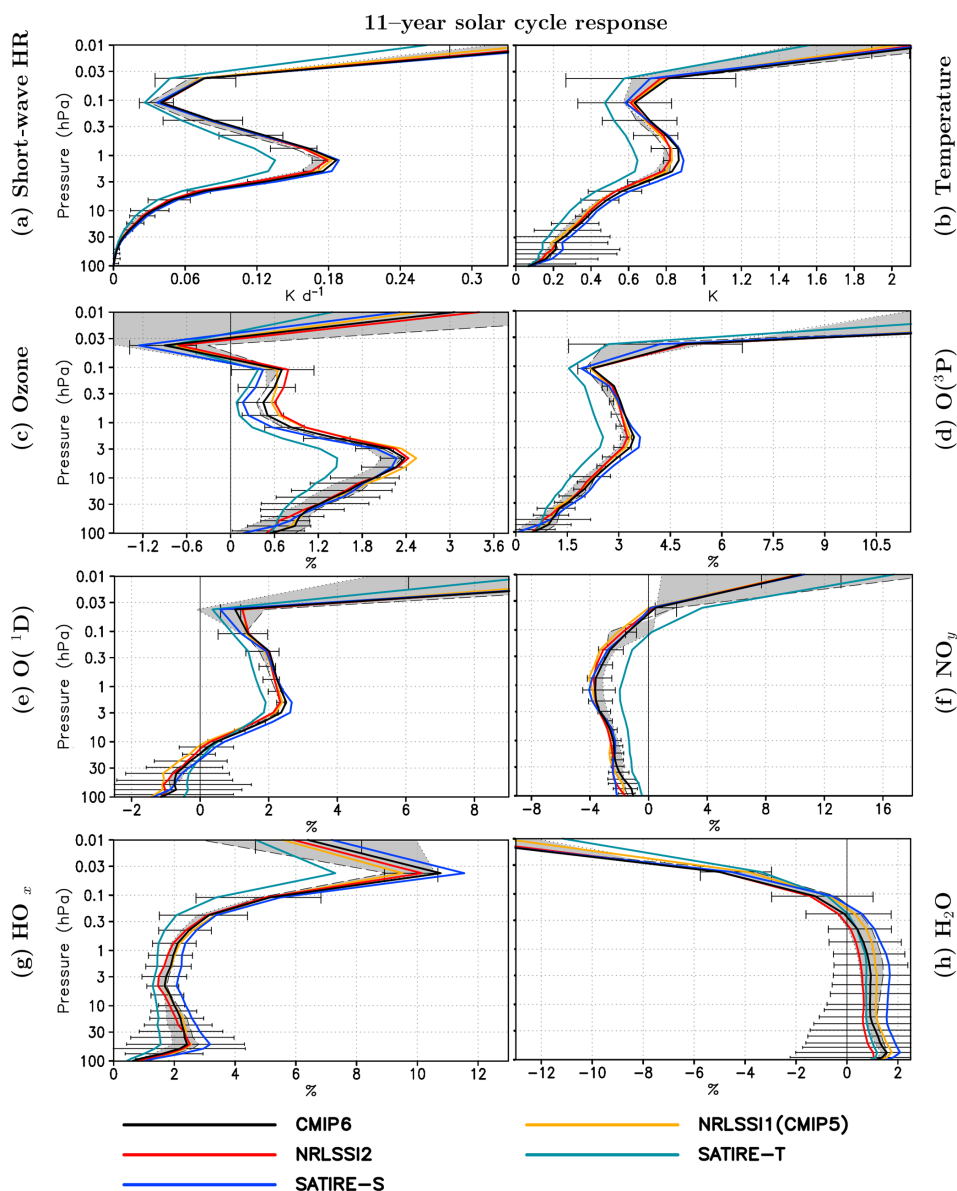 11–year solar cycle response
(a) Short-wave HR
Pressure (hPa)
0.01
0.03
0.1
0.3
1
3
10
30
100
0 0.06 0.12 0.18 0.24 0.3
K d⁻¹
(b) Temperature
0 0.2 0.4 0.6 0.8 1 1.2 1.4 1.6 1.8 2
K
(c) Ozone
Pressure (hPa)
0.01
0.03
0.1
0.3
1
3
10
30
100
−1.2 −0.6 0 0.6 1.2 1.8 2.4 3 3.6
%
(d) O(³P)
0 1.5 3 4.5 6 7.5 9 10.5
%
(e) O(¹D)
Pressure (hPa)
0.01
0.03
0.1
0.3
1
3
10
30
100
−2 0 2 4 6 8
%
(f) NOy
−8 −4 0 4 8 12 16
%
(g) HOx
Pressure (hPa)
0.01
0.03
0.1
0.3
1
3
10
30
100
0 2 4 6 8 10 12
%
(h) H₂O
−12 −10 −8 −6 −4 −2 0 2
%
CMIP6
NRLSSI1(CMIP5)
NRLSSI2
SATIRE−T
SATIRE−S